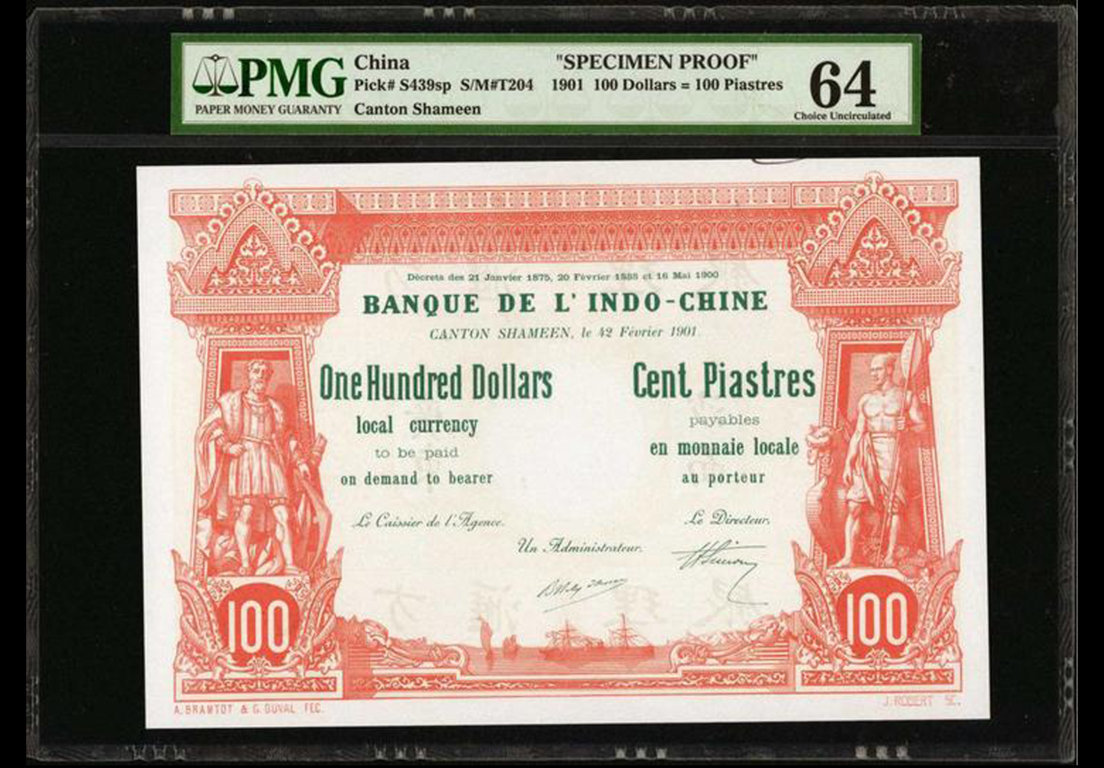 PMG
PAPER MONEY GUARANTY
China "SPECIMEN PROOF"
Pick# S439sp S/M#T204 1901 100 Dollars = 100 Piastres
Canton Shameen
64
Choice Uncirculated
Décrets des 21 Janvier 1875, 20 Février 1888 et 16 Mai 1900
BANQUE DE L'INDO-CHINE
CANTON SHAMEEN, le 42 Février 1901
One Hundred Dollars Cent Piastres
local currency payables
to be paid en monnaie locale
on demand to bearer au porteur
Le Caissier de l'Agence. Le Directeur.
Un Administrateur.
100 100
A. BRAMTOT & G. DUVAL FEC. J. ROBERT SC.